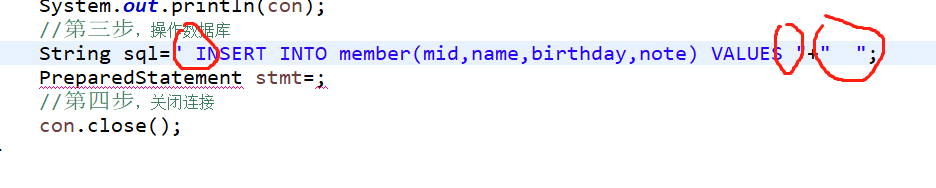 System.out.println(con);
//第三步，操作数据库
String sql=" INSERT INTO member(mid,name,birthday,note) VALUES "+"  ";
PreparedStatement stmt=;
//第四步，关闭连接
con.close();